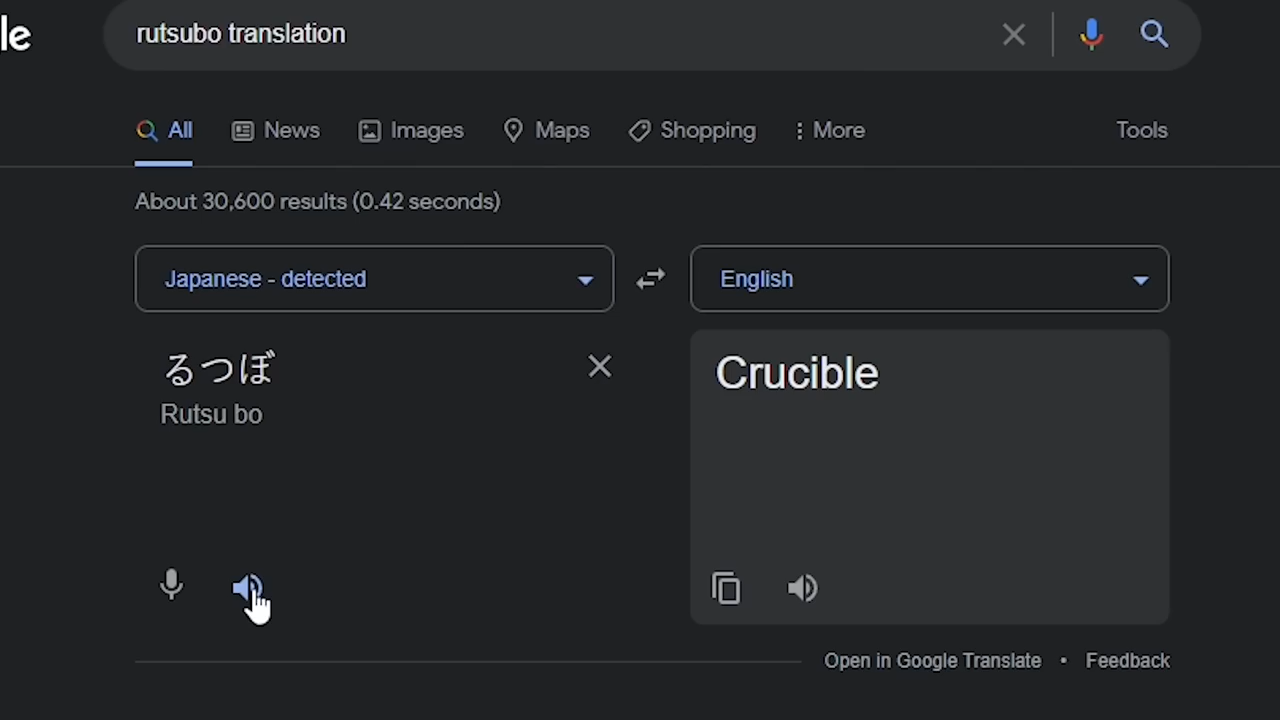 le
rutsubo translation
All News Images Maps Shopping More Tools
About 30,600 results (0.42 seconds)
Japanese - detected English
るつぼ
Rutsu bo
Crucible
Open in Google Translate • Feedback